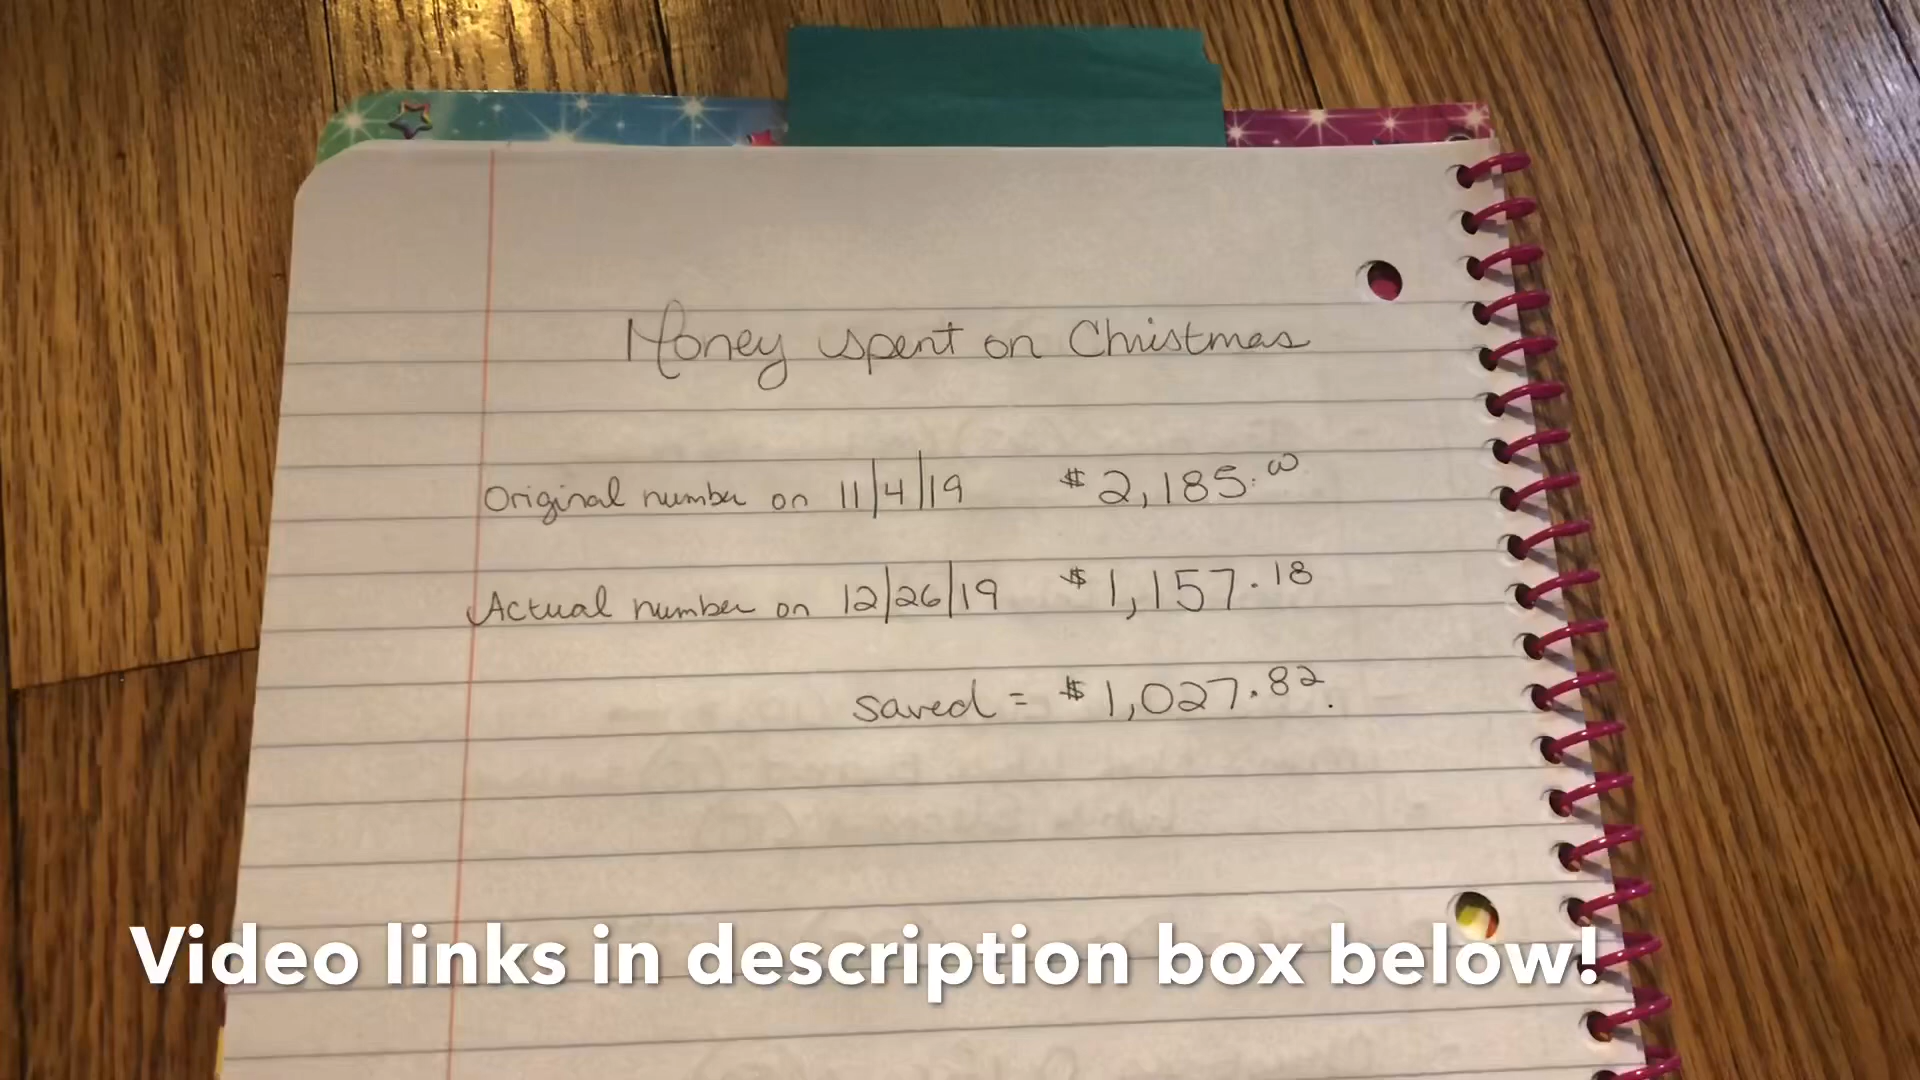 Money spent on Christmas
Original number on 11/4/19 $2,185.00
Actual number on 12/26/19 $1,157.18
saved = $1,027.82.
Video links in description box below!